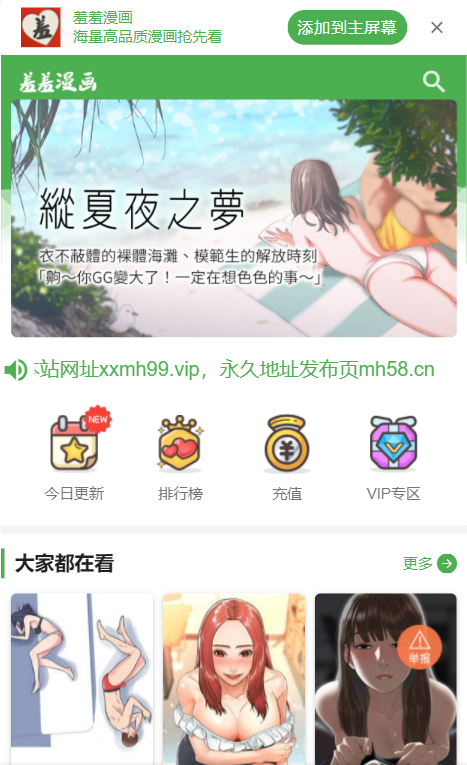 羞
羞羞漫画
海量高品质漫画抢先看
添加到主屏幕
羞羞漫画
縱夏夜之夢
衣不蔽體的裸體海灘、模範生的解放時刻
「齁～你GG變大了！一定在想色色的事～」
站网址xxmh99.vip，永久地址发布页mh58.cn
NEW
今日更新
排行榜
充值
VIP专区
大家都在看
更多
举报